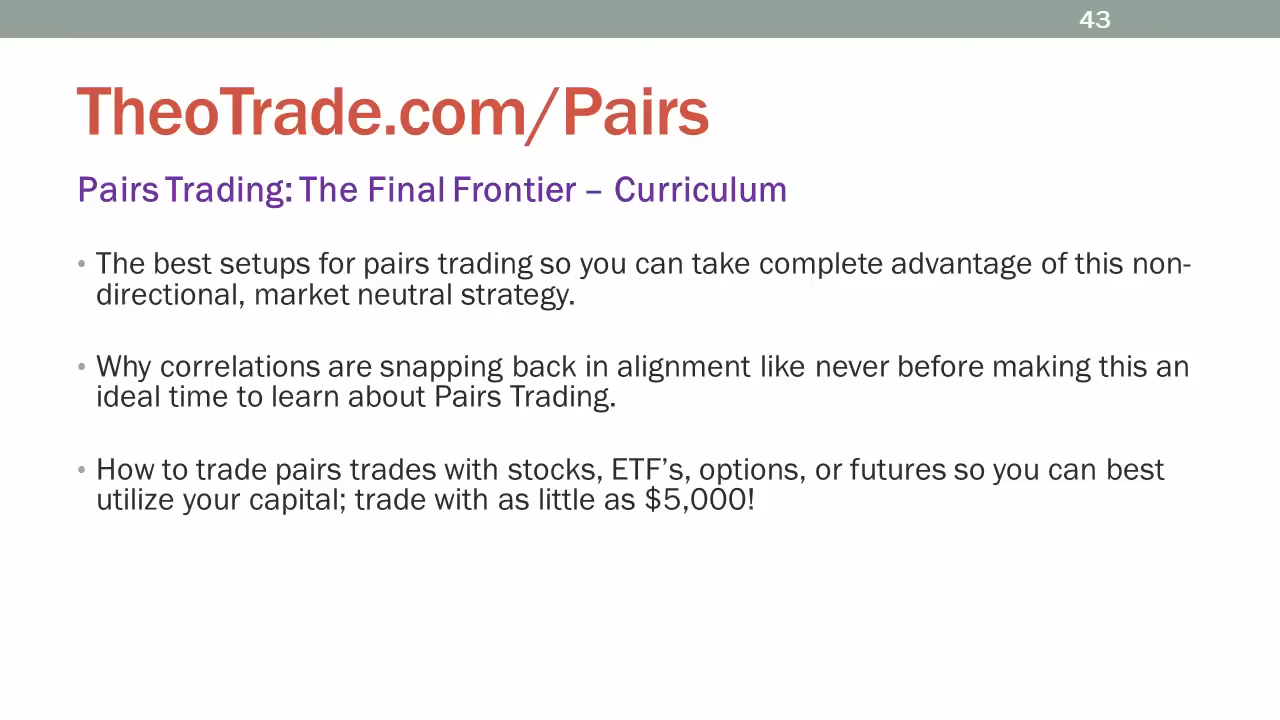 43
TheoTrade.com/Pairs
Pairs Trading: The Final Frontier – Curriculum
• The best setups for pairs trading so you can take complete advantage of this non-
directional, market neutral strategy.
• Why correlations are snapping back in alignment like never before making this an
ideal time to learn about Pairs Trading.
• How to trade pairs trades with stocks, ETF’s, options, or futures so you can best
utilize your capital; trade with as little as $5,000!